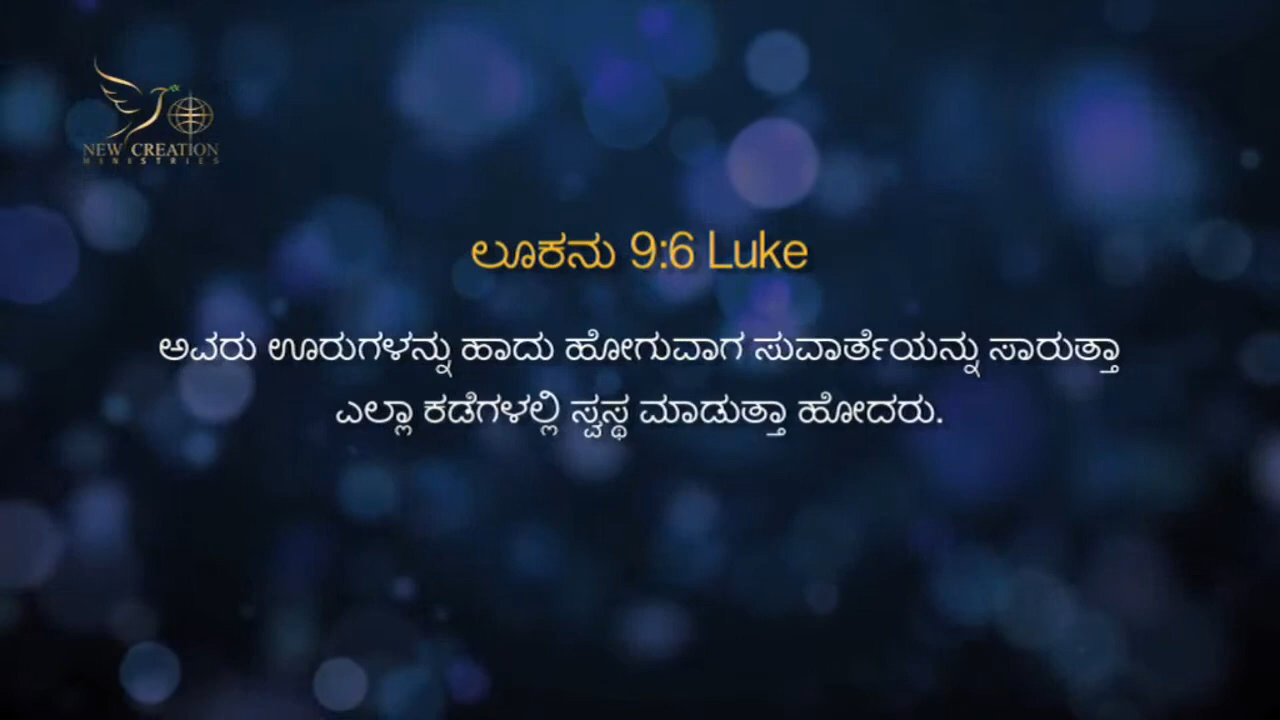 NEW CREATION
MINISTRIES
ಲೂಕನು 9:6 Luke
ಅವರು ಊರುಗಳನ್ನು ಹಾದು ಹೋಗುವಾಗ ಸುವಾರ್ತೆಯನ್ನು ಸಾರುತ್ತಾ
ಎಲ್ಲಾ ಕಡೆಗಳಲ್ಲಿ ಸ್ವಸ್ಥ ಮಾಡುತ್ತಾ ಹೋದರು.